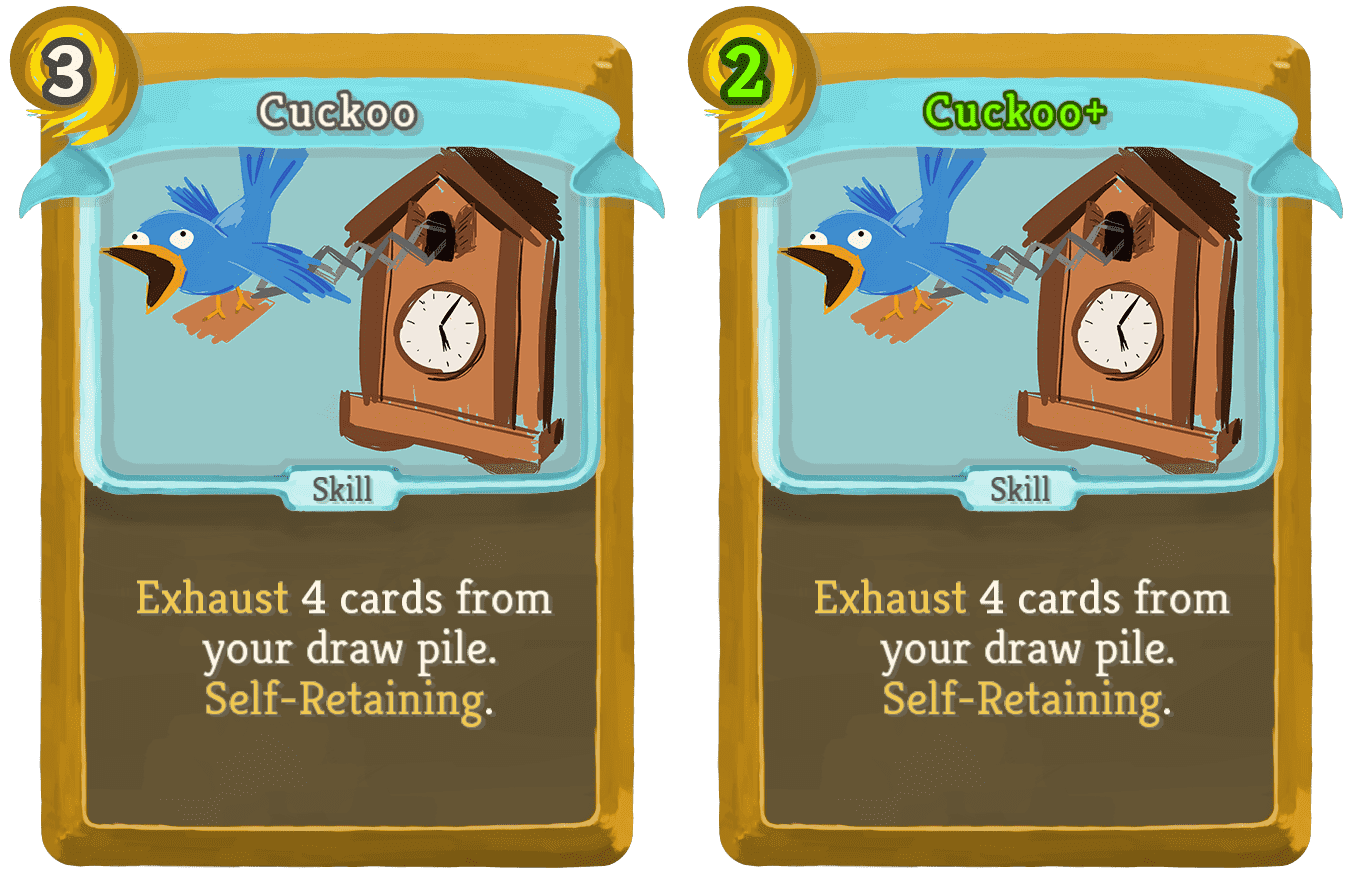 3
Cuckoo
Skill
Exhaust 4 cards from
your draw pile.
Self-Retaining.
2
Cuckoo+
Skill
Exhaust 4 cards from
your draw pile.
Self-Retaining.